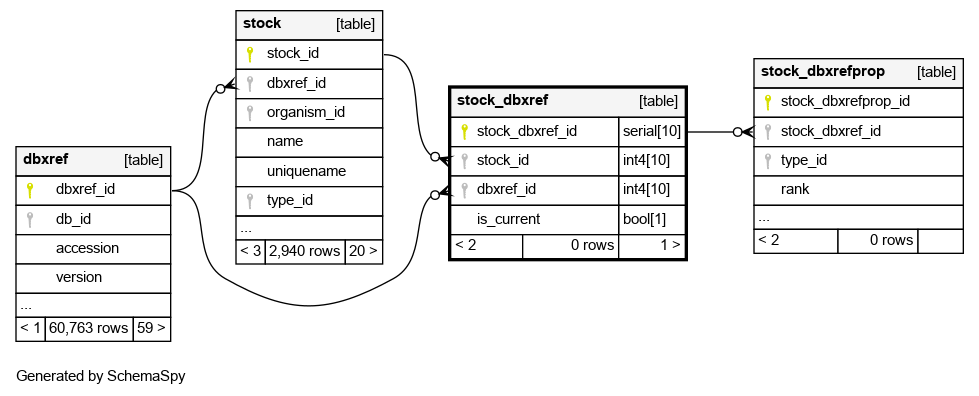 stock [table]
stock_id
dbxref_id
organism_id
name
uniquename
type_id
...
< 3 2,940 rows 20 >
dbxref [table]
dbxref_id
db_id
accession
version
...
< 1 60,763 rows 59 >
stock_dbxref [table]
stock_dbxref_id serial[10]
stock_id int4[10]
dbxref_id int4[10]
is_current bool[1]
< 2 0 rows 1 >
stock_dbxrefprop [table]
stock_dbxrefprop_id
stock_dbxref_id
type_id
rank
...
< 2 0 rows
Generated by SchemaSpy